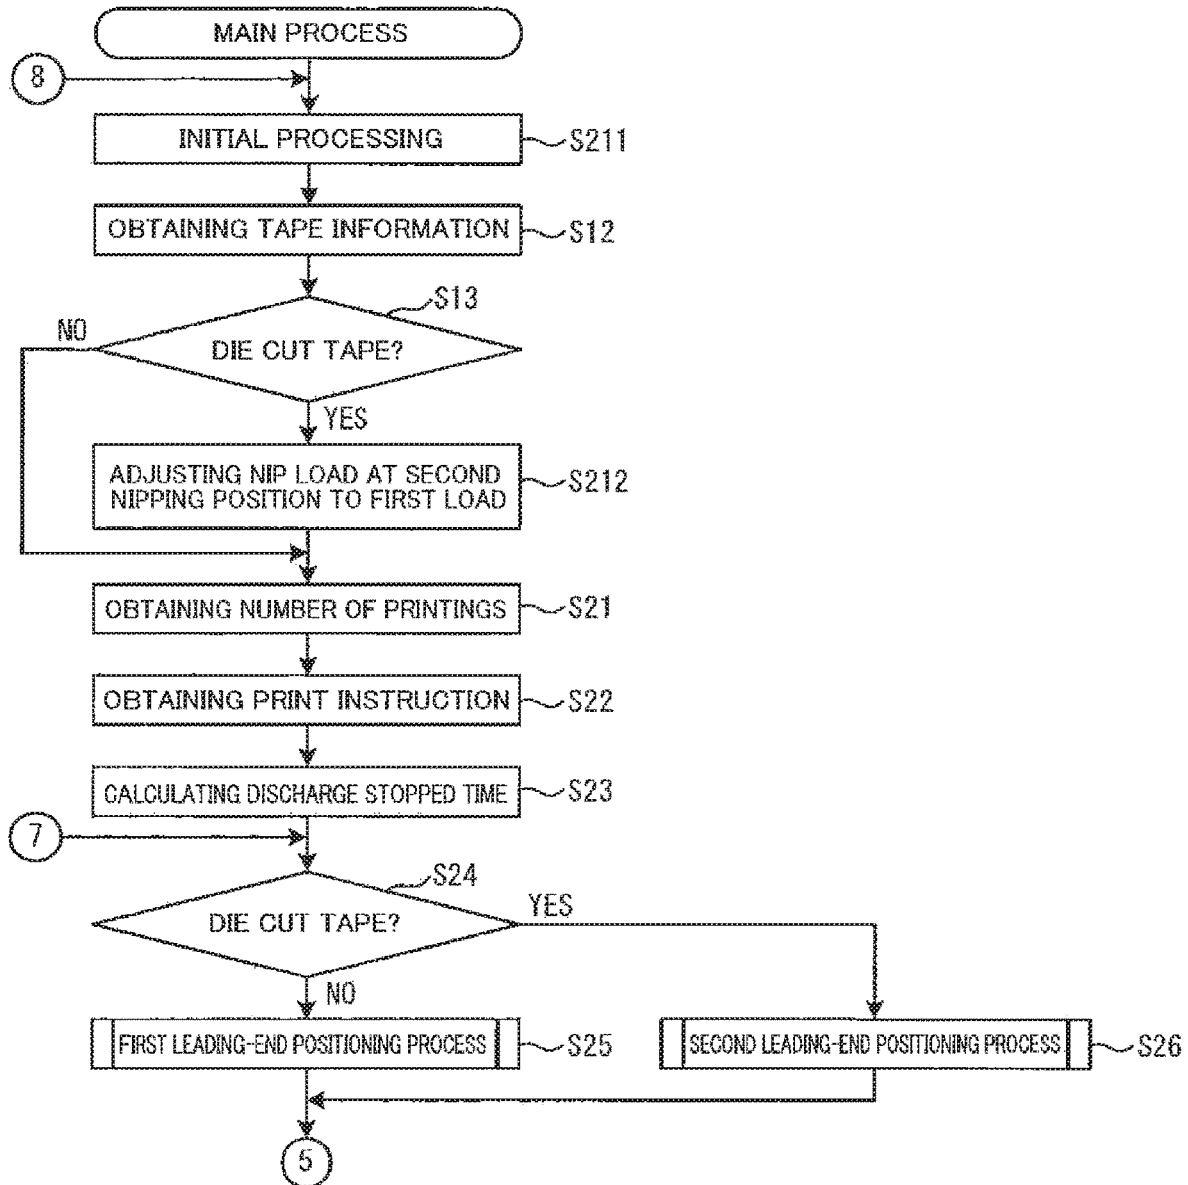 MAIN PROCESS
8
INITIAL PROCESSING
S211
OBTAINING TAPE INFORMATION
S12
S13
NO
DIE CUT TAPE?
YES
ADJUSTING NIP LOAD AT SECOND
NIPPING POSITION TO FIRST LOAD
S212
OBTAINING NUMBER OF PRINTINGS
S21
OBTAINING PRINT INSTRUCTION
S22
CALCULATING DISCHARGE STOPPED TIME
S23
7
S24
DIE CUT TAPE?
YES
NO
FIRST LEADING-END POSITIONING PROCESS
S25
SECOND LEADING-END POSITIONING PROCESS
S26
5